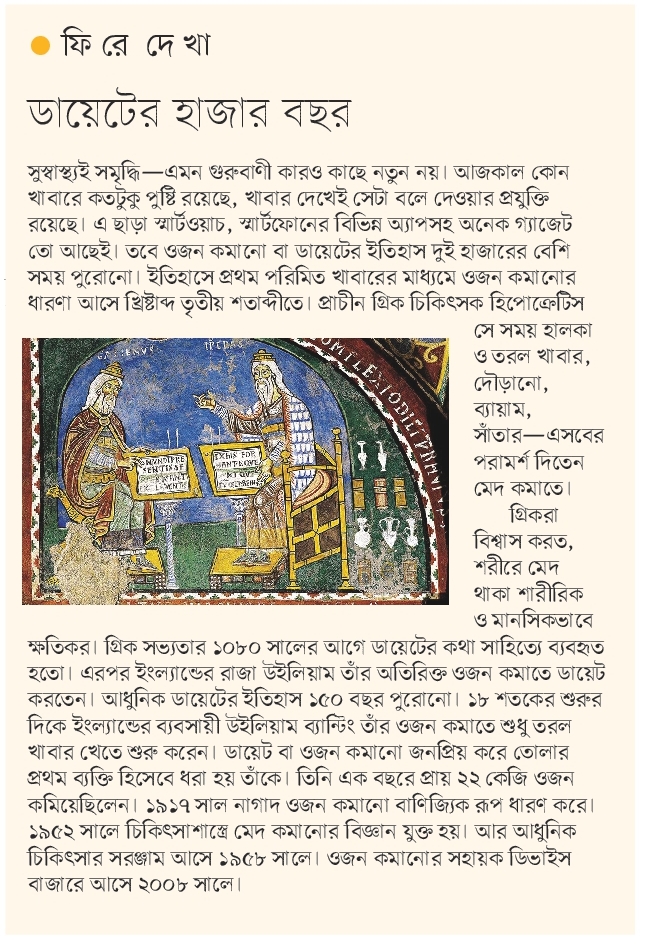 ফি রে দে খা
ডায়েটের হাজার বছর
সুস্বাস্থ্যই সমৃদ্ধি—এমন গুরুবাণী কারও কাছে নতুন নয়। আজকাল কোন
খাবারে কতটুকু পুষ্টি রয়েছে, খাবার দেখেই সেটা বলে দেওয়ার প্রযুক্তি
রয়েছে। এ ছাড়া স্মার্টওয়াচ, স্মার্টফোনের বিভিন্ন অ্যাপসহ অনেক গ্যাজেট
তো আছেই। তবে ওজন কমানো বা ডায়েটের ইতিহাস দুই হাজারের বেশি
সময় পুরোনো। ইতিহাসে প্রথম পরিমিত খাবারের মাধ্যমে ওজন কমানোর
ধারণা আসে খ্রিষ্টাব্দ তৃতীয় শতাব্দীতে। প্রাচীন গ্রিক চিকিৎসক হিপোক্রেটিস
সে সময় হালকা
ও তরল খাবার,
দৌড়ানো,
ব্যায়াম,
সাঁতার—এসবের
পরামর্শ দিতেন
মেদ কমাতে।
গ্রিকরা
বিশ্বাস করত,
শরীরে মেদ
থাকা শারীরিক
ও মানসিকভাবে
ক্ষতিকর। গ্রিক সভ্যতার ১০৮০ সালের আগে ডায়েটের কথা সাহিত্যে ব্যবহৃত
হতো। এরপর ইংল্যান্ডের রাজা উইলিয়াম তাঁর অতিরিক্ত ওজন কমাতে ডায়েট
করতেন। আধুনিক ডায়েটের ইতিহাস ১৫০ বছর পুরোনো। ১৮ শতকের শুরুর
দিকে ইংল্যান্ডের ব্যবসায়ী উইলিয়াম ব্যান্টিং তাঁর ওজন কমাতে শুধু তরল
খাবার খেতে শুরু করেন। ডায়েট বা ওজন কমানো জনপ্রিয় করে তোলার
প্রথম ব্যক্তি হিসেবে ধরা হয় তাঁকে। তিনি এক বছরে প্রায় ২২ কেজি ওজন
কমিয়েছিলেন। ১৯১৭ সাল নাগাদ ওজন কমানো বাণিজ্যিক রূপ ধারণ করে।
১৯৫২ সালে চিকিৎসাশাস্ত্রে মেদ কমানোর বিজ্ঞান যুক্ত হয়। আর আধুনিক
চিকিৎসার সরঞ্জাম আসে ১৯৫৮ সালে। ওজন কমানোর সহায়ক ডিভাইস
বাজারে আসে ২০০৮ সালে।